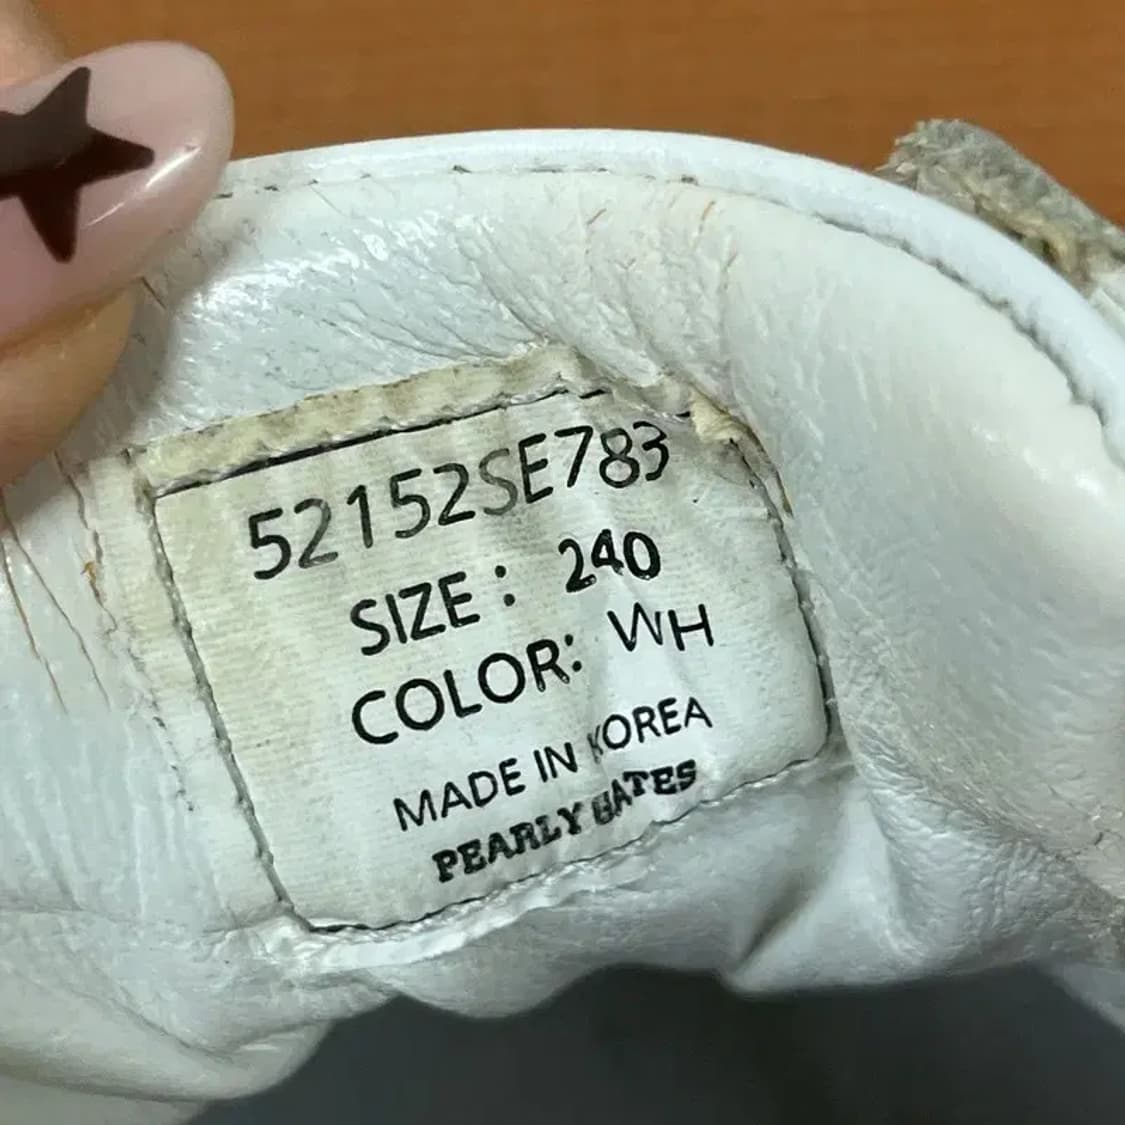 52152SE783
SIZE : 240
COLOR: WH
MADE IN KOREA
PEARLY GATES